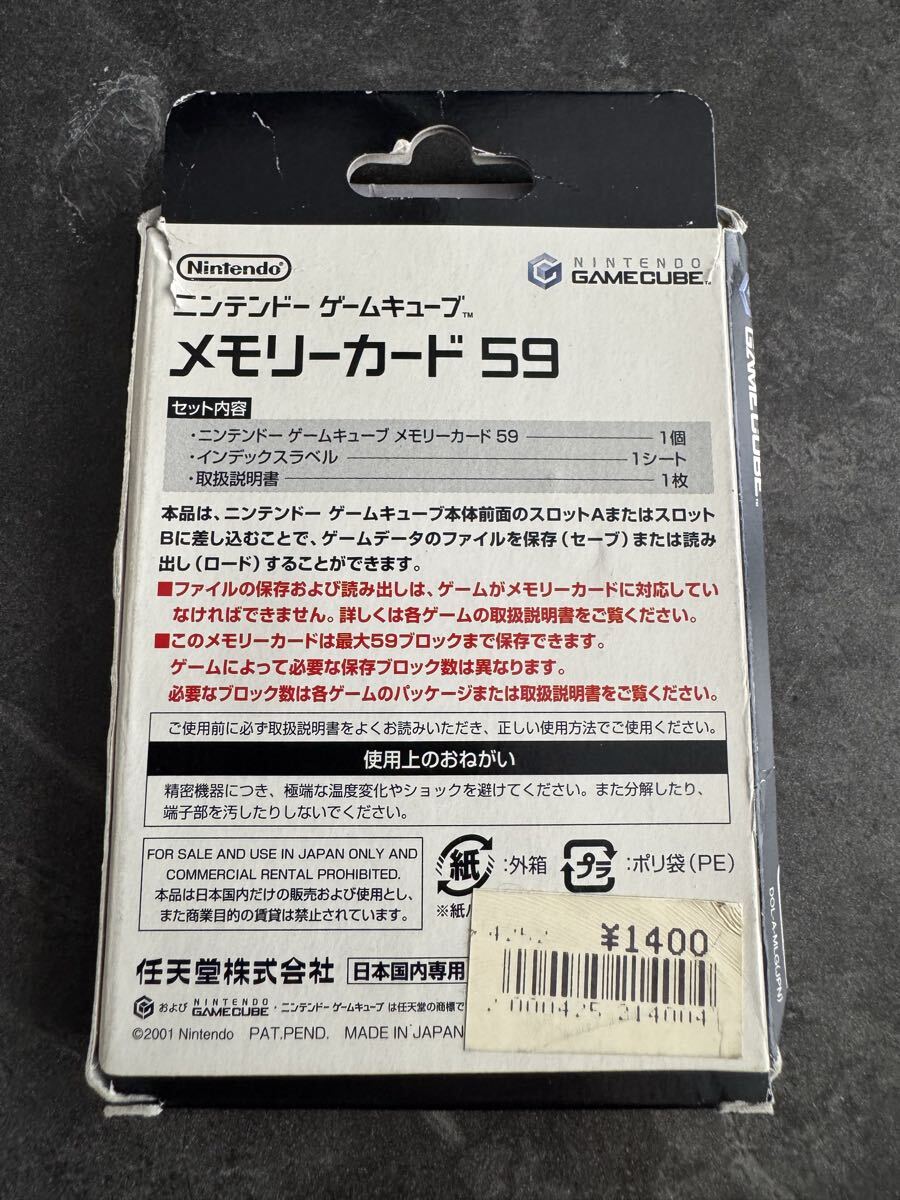 Nintendo
NINTENDO
GAMECUBE™
ニンテンドー ゲームキューブ™
メモリーカード 59
セット内容
・ニンテンドー ゲームキューブ メモリーカード 59 1個
・インデックスラベル 1シート
・取扱説明書 1枚
本品は、ニンテンドー ゲームキューブ本体前面のスロットAまたはスロット
Bに差し込むことで、ゲームデータのファイルを保存（セーブ）または読み
出し（ロード）することができます。
■ファイルの保存および読み出しは、ゲームがメモリーカードに対応してい
なければできません。詳しくは各ゲームの取扱説明書をご覧ください。
■このメモリーカードは最大59ブロックまで保存できます。
ゲームによって必要な保存ブロック数は異なります。
必要なブロック数は各ゲームのパッケージまたは取扱説明書をご覧ください。
ご使用前に必ず取扱説明書をよくお読みいただき、正しい使用方法でご使用ください。
使用上のおねがい
精密機器につき、極端な温度変化やショックを避けてください。また分解したり、
端子部を汚したりしないでください。
FOR SALE AND USE IN JAPAN ONLY AND
COMMERCIAL RENTAL PROHIBITED.
本品は日本国内だけの販売および使用とし、
また商業目的の賃貸は禁止されています。
紙 :外箱
プラ :ポリ袋（PE）
※紙
¥1400
任天堂株式会社 日本国内専用
および NINTENDO GAMECUBE ・ニンテンドー ゲームキューブ は任天堂の商標で
©2001 Nintendo PAT.PEND. MADE IN JAPAN
GAMECUBE™